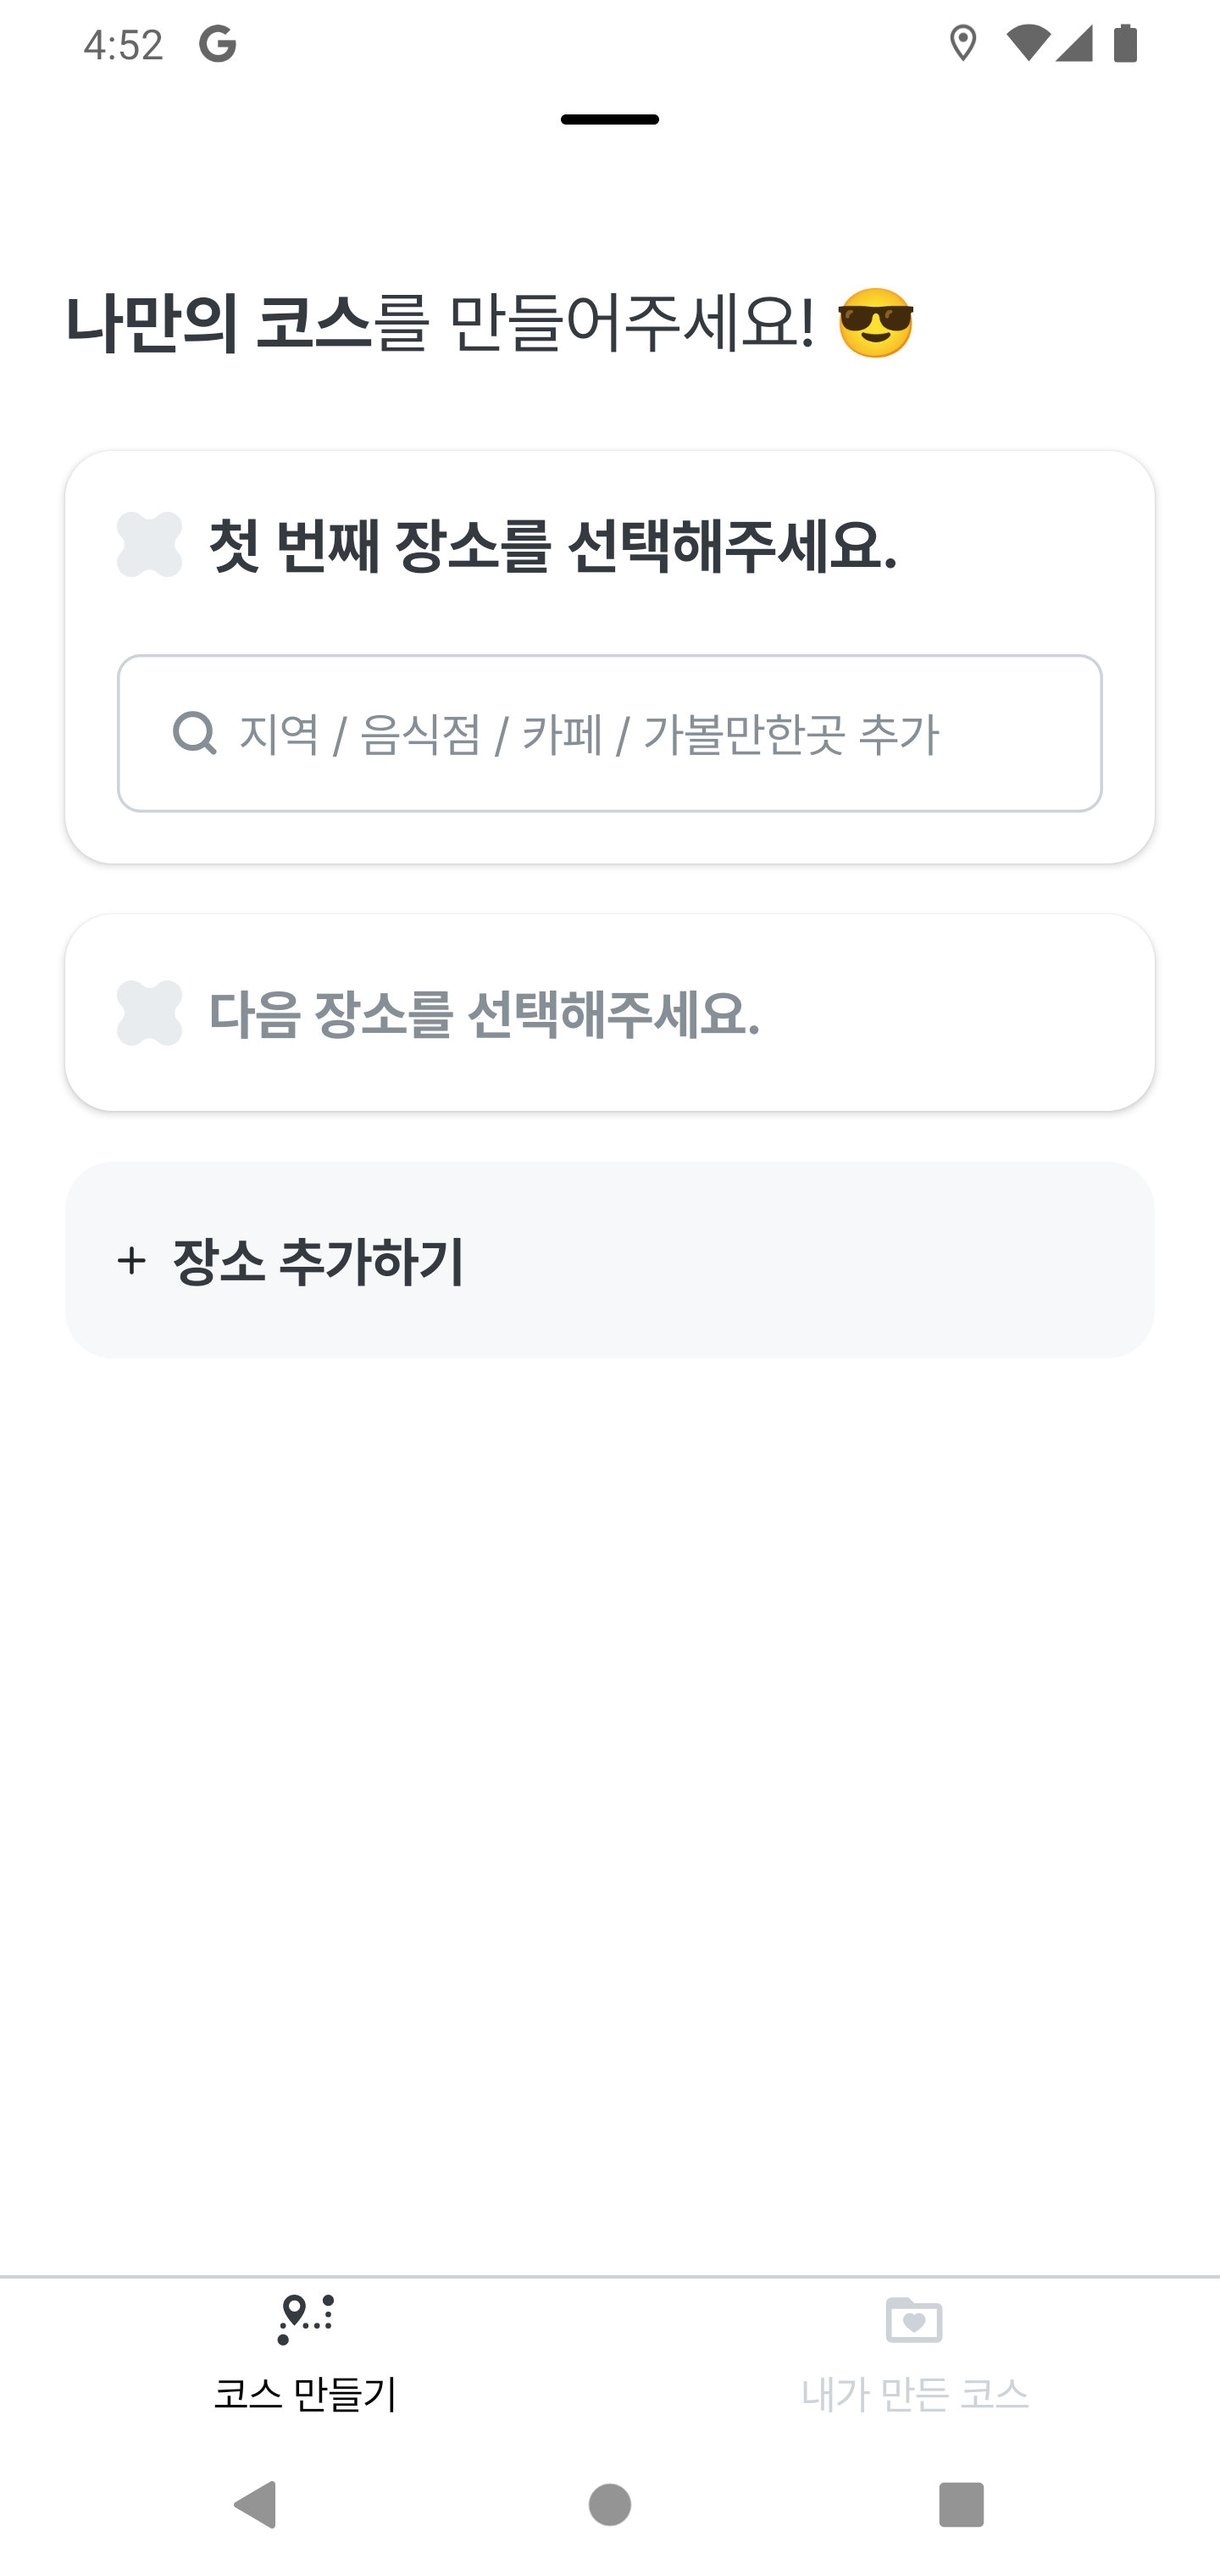 4:52
나만의 코스를 만들어주세요! 😎
첫 번째 장소를 선택해주세요.
지역 / 음식점 / 카페 / 가볼만한곳 추가
다음 장소를 선택해주세요.
+ 장소 추가하기
코스 만들기
내가 만든 코스